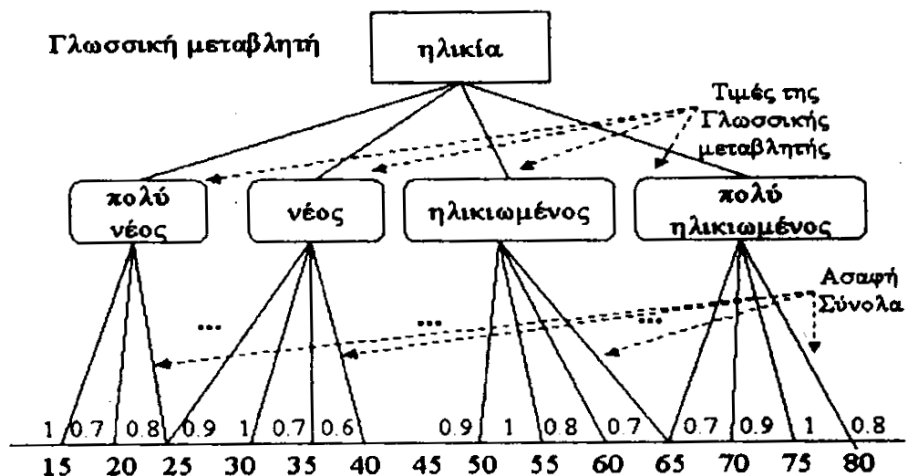 Γλωσσική μεταβλητή
ηλικία
Τιμές της
Γλωσσικής
μεταβλητής
πολύ
νέος
νέος
ηλικιωμένος
πολύ
ηλικιωμένος
Ασαφή
Σύνολα
... ... ...
1 0.7 0.8 0.9 1 0.7 0.6 0.9 1 0.8 0.7 0.7 0.9 1 0.8
15 20 25 30 35 40 45 50 55 60 65 70 75 80